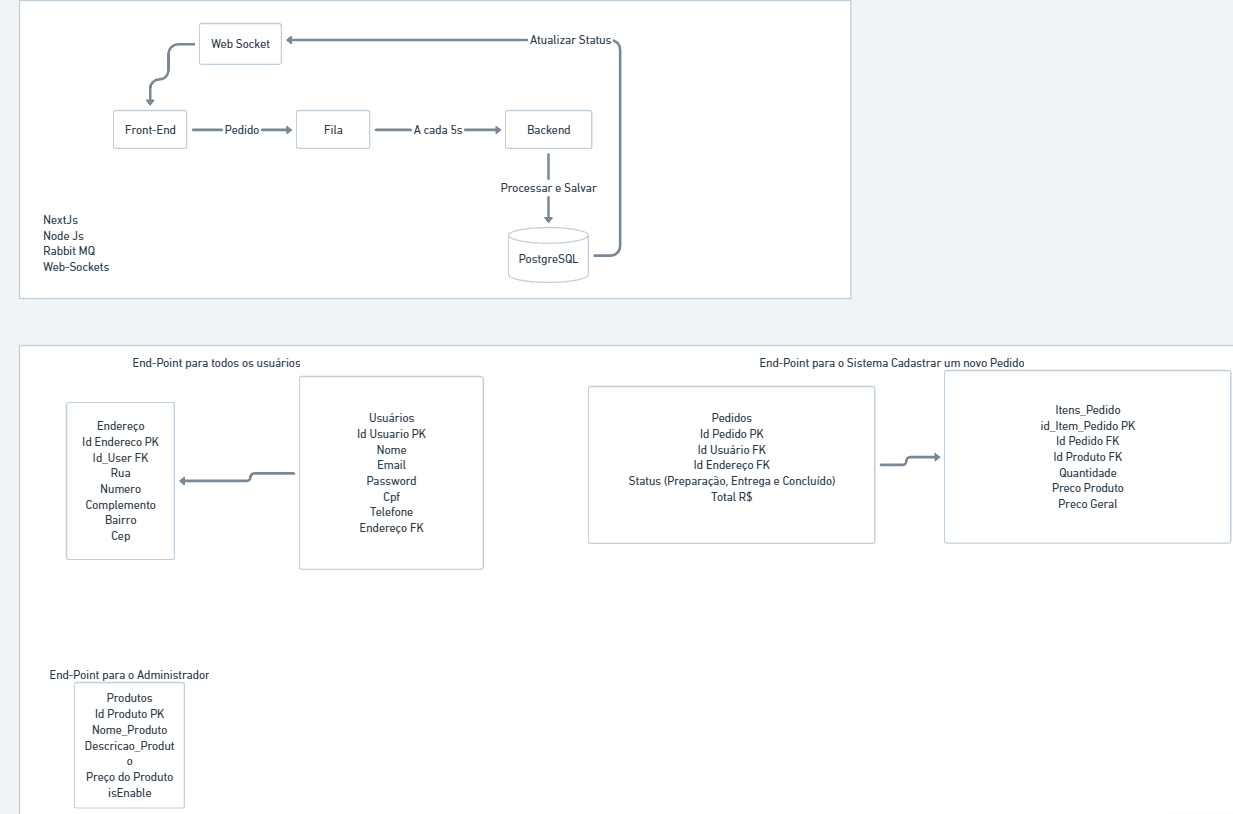 Web Socket
Atualizar Status
Front-End
Pedido
Fila
A cada 5s
Backend
Processar e Salvar
PostgreSQL
NextJs
Node Js
Rabbit MQ
Web-Sockets
End-Point para todos os usuários
Endereço
Id Endereco PK
Id_User FK
Rua
Numero
Complemento
Bairro
Cep
Usuários
Id Usuario PK
Nome
Email
Password
Cpf
Telefone
Endereço FK
End-Point para o Sistema Cadastrar um novo Pedido
Pedidos
Id Pedido PK
Id Usuário FK
Id Endereço FK
Status (Preparação, Entrega e Concluído)
Total R$
Itens_Pedido
id_Item_Pedido PK
Id Pedido FK
Id Produto FK
Quantidade
Preco Produto
Preco Geral
End-Point para o Administrador
Produtos
Id Produto PK
Nome_Produto
Descricao_Produt
o
Preço do Produto
isEnable